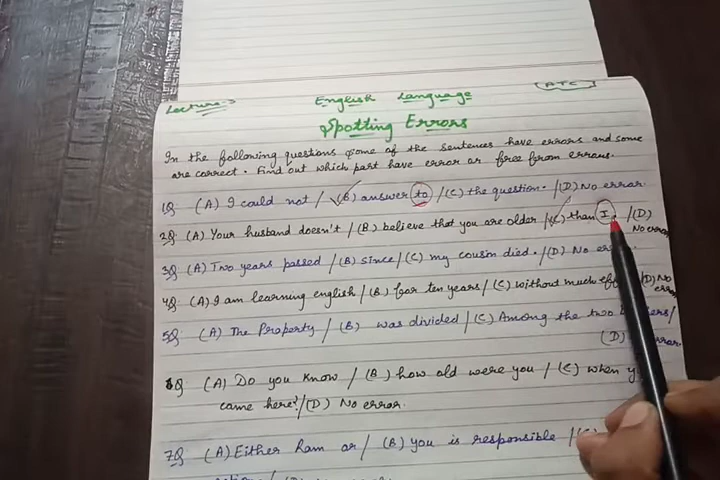 Lecture:→ English Language (ATC)
Spotting Errors
In the following questions some of the sentences have errors and some
are correct. Find out which part have error or free from errors.
1Q (A) I could not / (B) answer to / (C) the question. / (D) No error.
2Q (A) Your husband doesn't / (B) believe that you are older / (C) than I. / (D)
No error
3Q (A) Two years passed / (B) since / (C) my cousin died. / (D) No error.
4Q (A) I am learning english / (B) for ten years / (C) without much / (D) No
error
5Q (A) The Property / (B) was divided / (C) Among the two /
(D)
6Q (A) Do you know / (B) how old were you / (C) when
came here? / (D) No error.
7Q (A) Either Ram or / (B) you is responsible / (C)